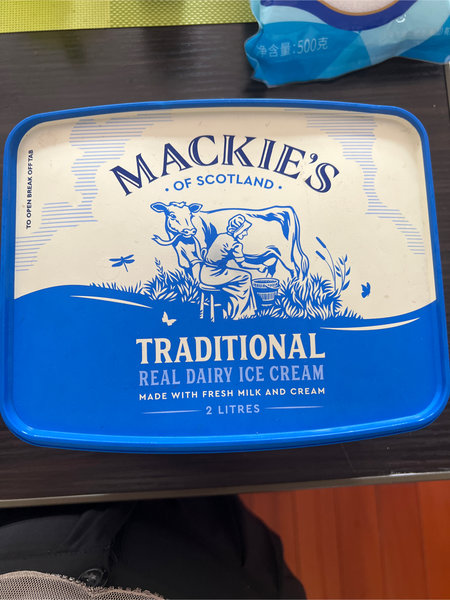 净含量:500克
TO OPEN BREAK OFF TAB
MACKIE'S
· OF SCOTLAND ·
TRADITIONAL
REAL DAIRY ICE CREAM
MADE WITH FRESH MILK AND CREAM
2 LITRES